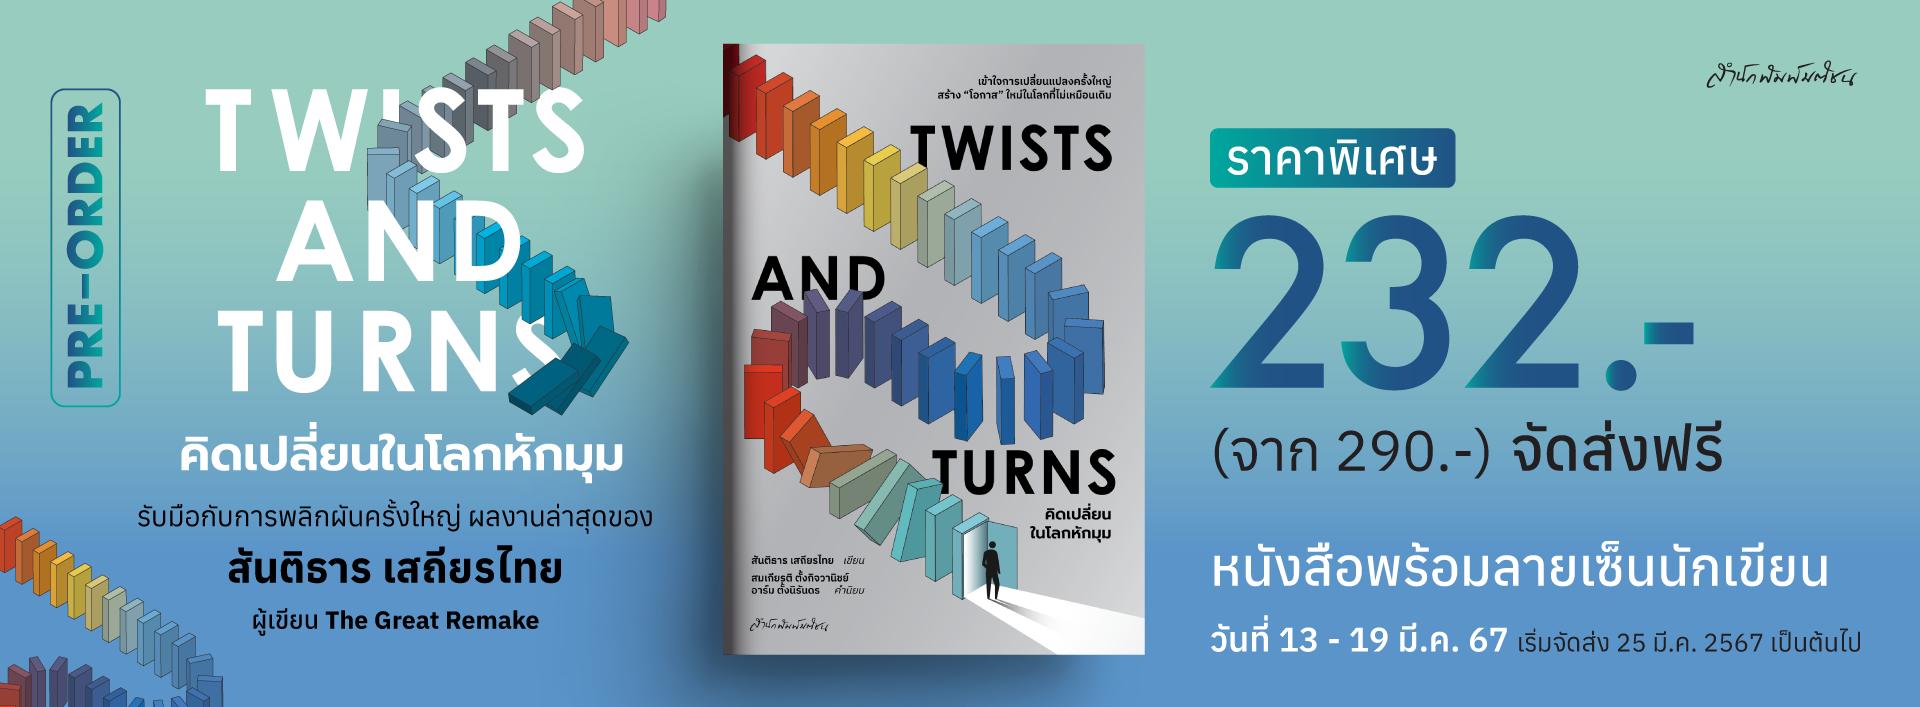 PRE-ORDER
TWISTS
AND
TURNS
คิดเปลี่ยนในโลกหักมุม
รับมือกับการพลิกผันครั้งใหญ่ ผลงานล่าสุดของ
สันติธาร เสถียรไทย
ผู้เขียน The Great Remake
เข้าใจการเปลี่ยนแปลงครั้งใหญ่
สร้าง “โอกาส” ใหม่ในโลกที่ไม่เหมือนเดิม
TWISTS
AND
TURNS
คิดเปลี่ยน
ในโลกหักมุม
สันติธาร เสถียรไทย เขียน
สมเกียรติ ตั้งกิจวานิชย์
อาร์ม ตั้งนิรันดร คำนิยม
สำนักพิมพ์มติชน
สำนักพิมพ์มติชน
ราคาพิเศษ
232.-
(จาก 290.-) จัดส่งฟรี
หนังสือพร้อมลายเซ็นนักเขียน
วันที่ 13 - 19 มี.ค. 67 เริ่มจัดส่ง 25 มี.ค. 2567 เป็นต้นไป